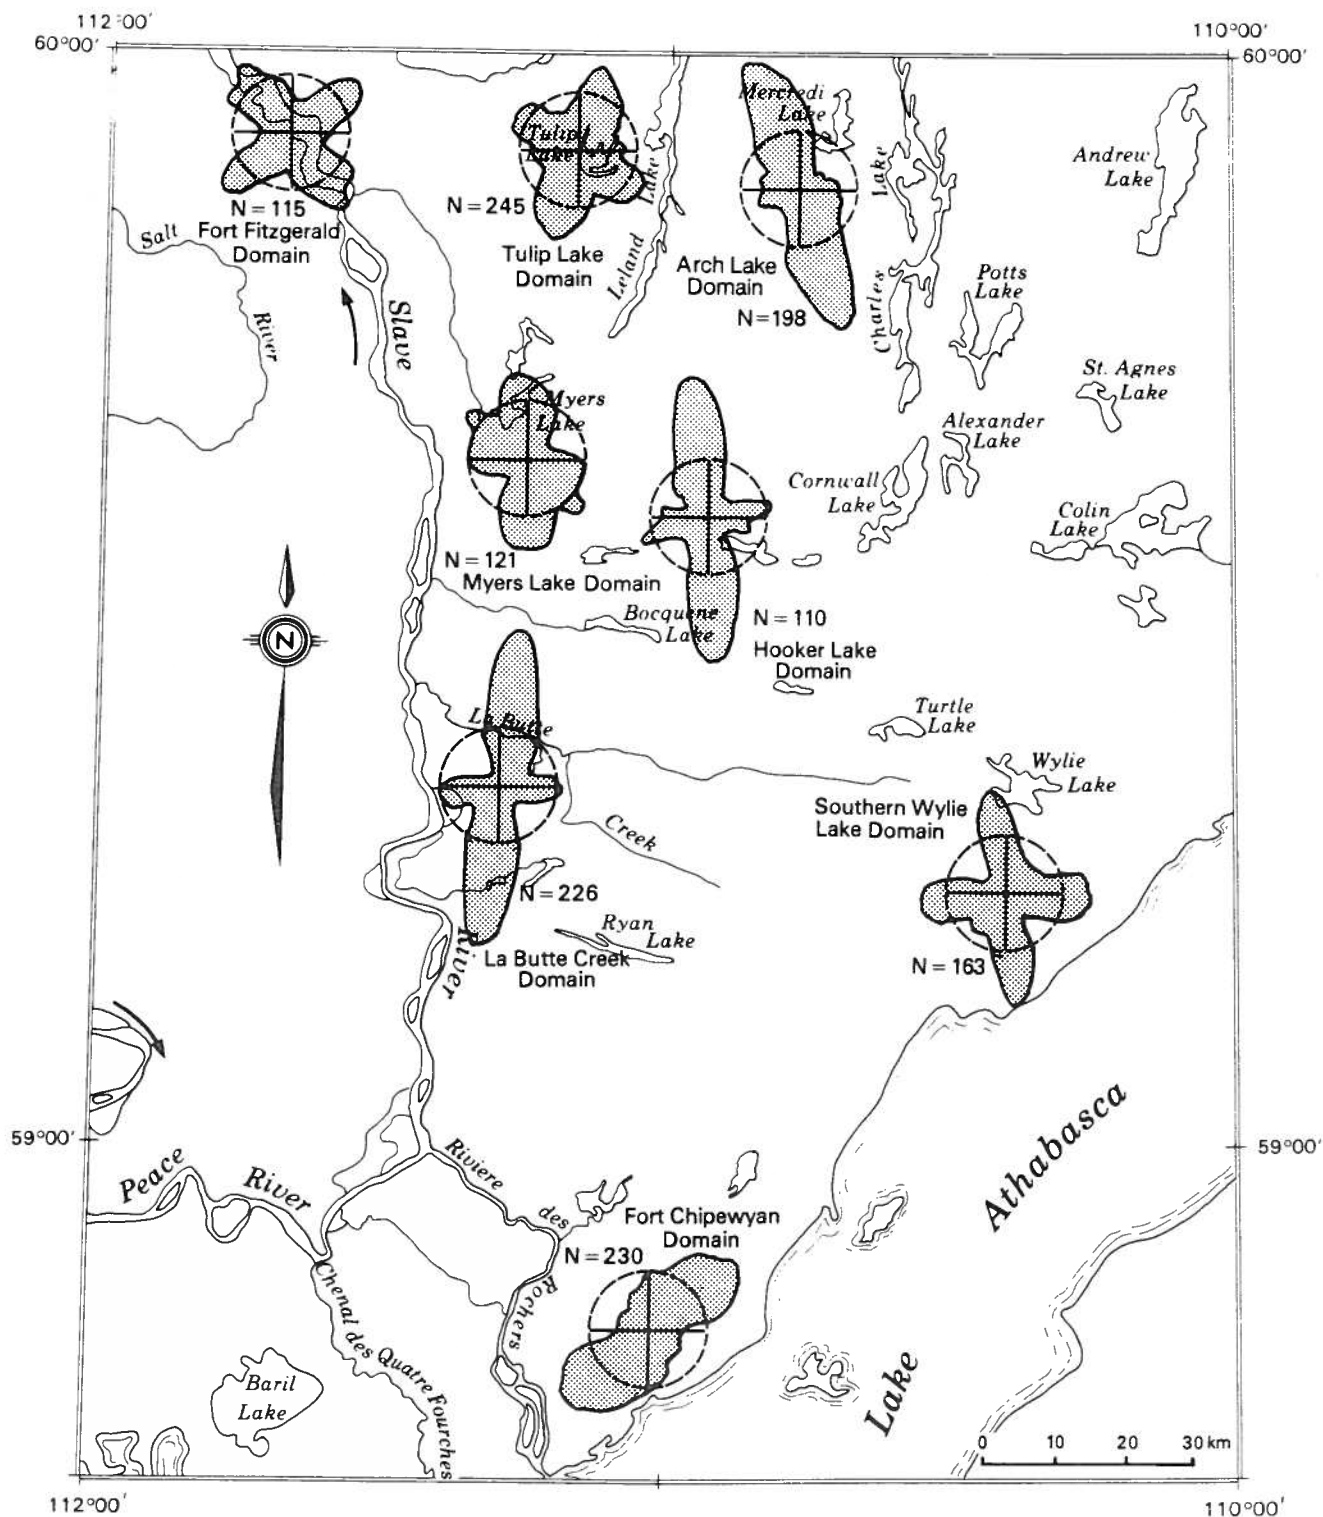 112°00'
110°00'
60°00'
60°00'
Mercredi
Lake
Tulip
Lake
Lake
Leland
Lake
Charles
Andrew
Lake
N = 115
Fort Fitzgerald
Domain
N = 245
Tulip Lake
Domain
Arch Lake
Domain
N = 198
Salt
River
Slave
Potts
Lake
St. Agnes
Lake
Myers
Lake
Alexander
Lake
Cornwall
Lake
Colin
Lake
N = 121
Myers Lake Domain
N
Bocquene
Lake
N = 110
Hooker Lake
Domain
La Butte
Turtle
Lake
Wylie
Lake
Southern Wylie
Lake Domain
Creek
N = 226
Ryan
Lake
River
La Butte Creek
Domain
N = 163
59°00'
59°00'
Peace
River
Riviere
des
Rochers
Fort Chipewyan
Domain
N = 230
Athabasca
Lake
Chenal des Quatre Fourches
Baril
Lake
0 10 20 30 km
112°00'
110°00'